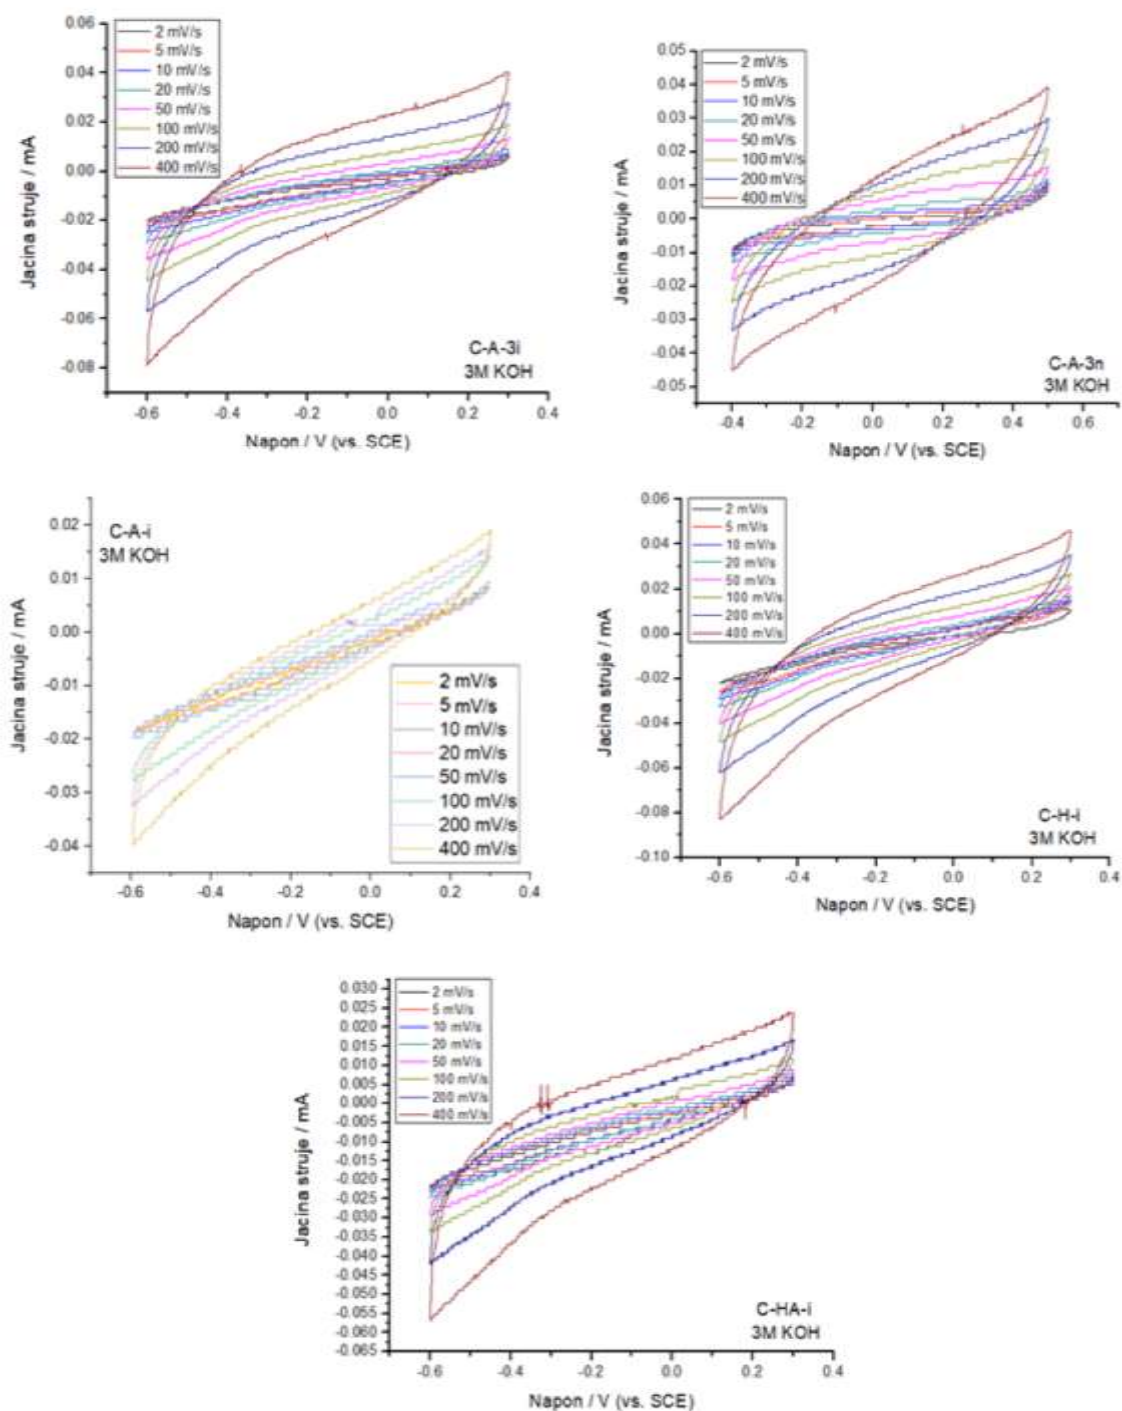 0.06
0.04
0.02
0.00
-0.02
-0.04
-0.06
-0.08
Jacina struje / mA
2 mV/s
5 mV/s
10 mV/s
20 mV/s
50 mV/s
100 mV/s
200 mV/s
400 mV/s
C-A-3i
3M KOH
-0.6 -0.4 -0.2 0.0 0.2 0.4
Napon / V (vs. SCE)
0.05
0.04
0.03
0.02
0.01
0.00
-0.01
-0.02
-0.03
-0.04
-0.05
Jacina struje / mA
2 mV/s
5 mV/s
10 mV/s
20 mV/s
50 mV/s
100 mV/s
200 mV/s
400 mV/s
C-A-3n
3M KOH
-0.4 -0.2 0.0 0.2 0.4 0.6
Napon / V (vs. SCE)
0.02
0.01
0.00
-0.01
-0.02
-0.03
-0.04
Jacina struje / mA
C-A-i
3M KOH
2 mV/s
5 mV/s
10 mV/s
20 mV/s
50 mV/s
100 mV/s
200 mV/s
400 mV/s
-0.6 -0.4 -0.2 0.0 0.2 0.4
Napon / V (vs. SCE)
0.06
0.04
0.02
0.00
-0.02
-0.04
-0.06
-0.08
-0.10
Jacina struje / mA
2 mV/s
5 mV/s
10 mV/s
20 mV/s
50 mV/s
100 mV/s
200 mV/s
400 mV/s
C-H-i
3M KOH
-0.6 -0.4 -0.2 0.0 0.2 0.4
Napon / V (vs. SCE)
0.030
0.025
0.020
0.015
0.010
0.005
0.000
-0.005
-0.010
-0.015
-0.020
-0.025
-0.030
-0.035
-0.040
-0.045
-0.050
-0.055
-0.060
-0.065
Jacina struje / mA
2 mV/s
5 mV/s
10 mV/s
20 mV/s
50 mV/s
100 mV/s
200 mV/s
400 mV/s
C-HA-i
3M KOH
-0.6 -0.4 -0.2 0.0 0.2 0.4
Napon / V (vs. SCE)